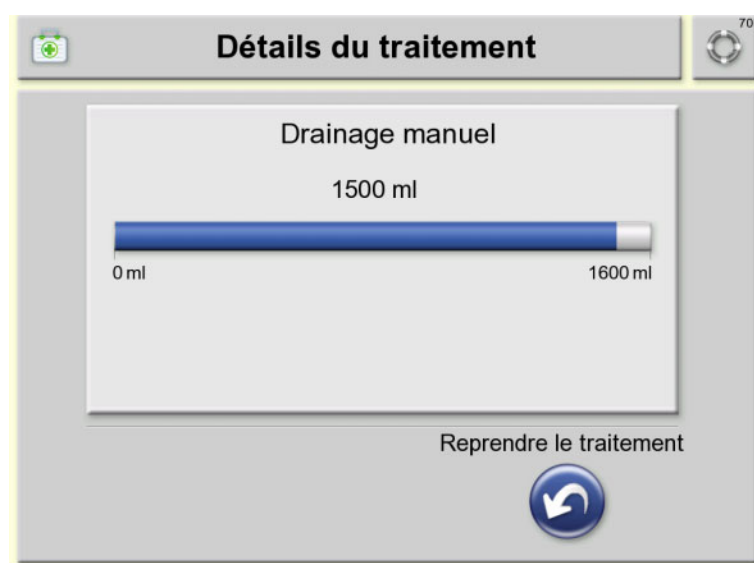 Détails du traitement
70
Drainage manuel
1500 ml
0 ml
1600 ml
Reprendre le traitement